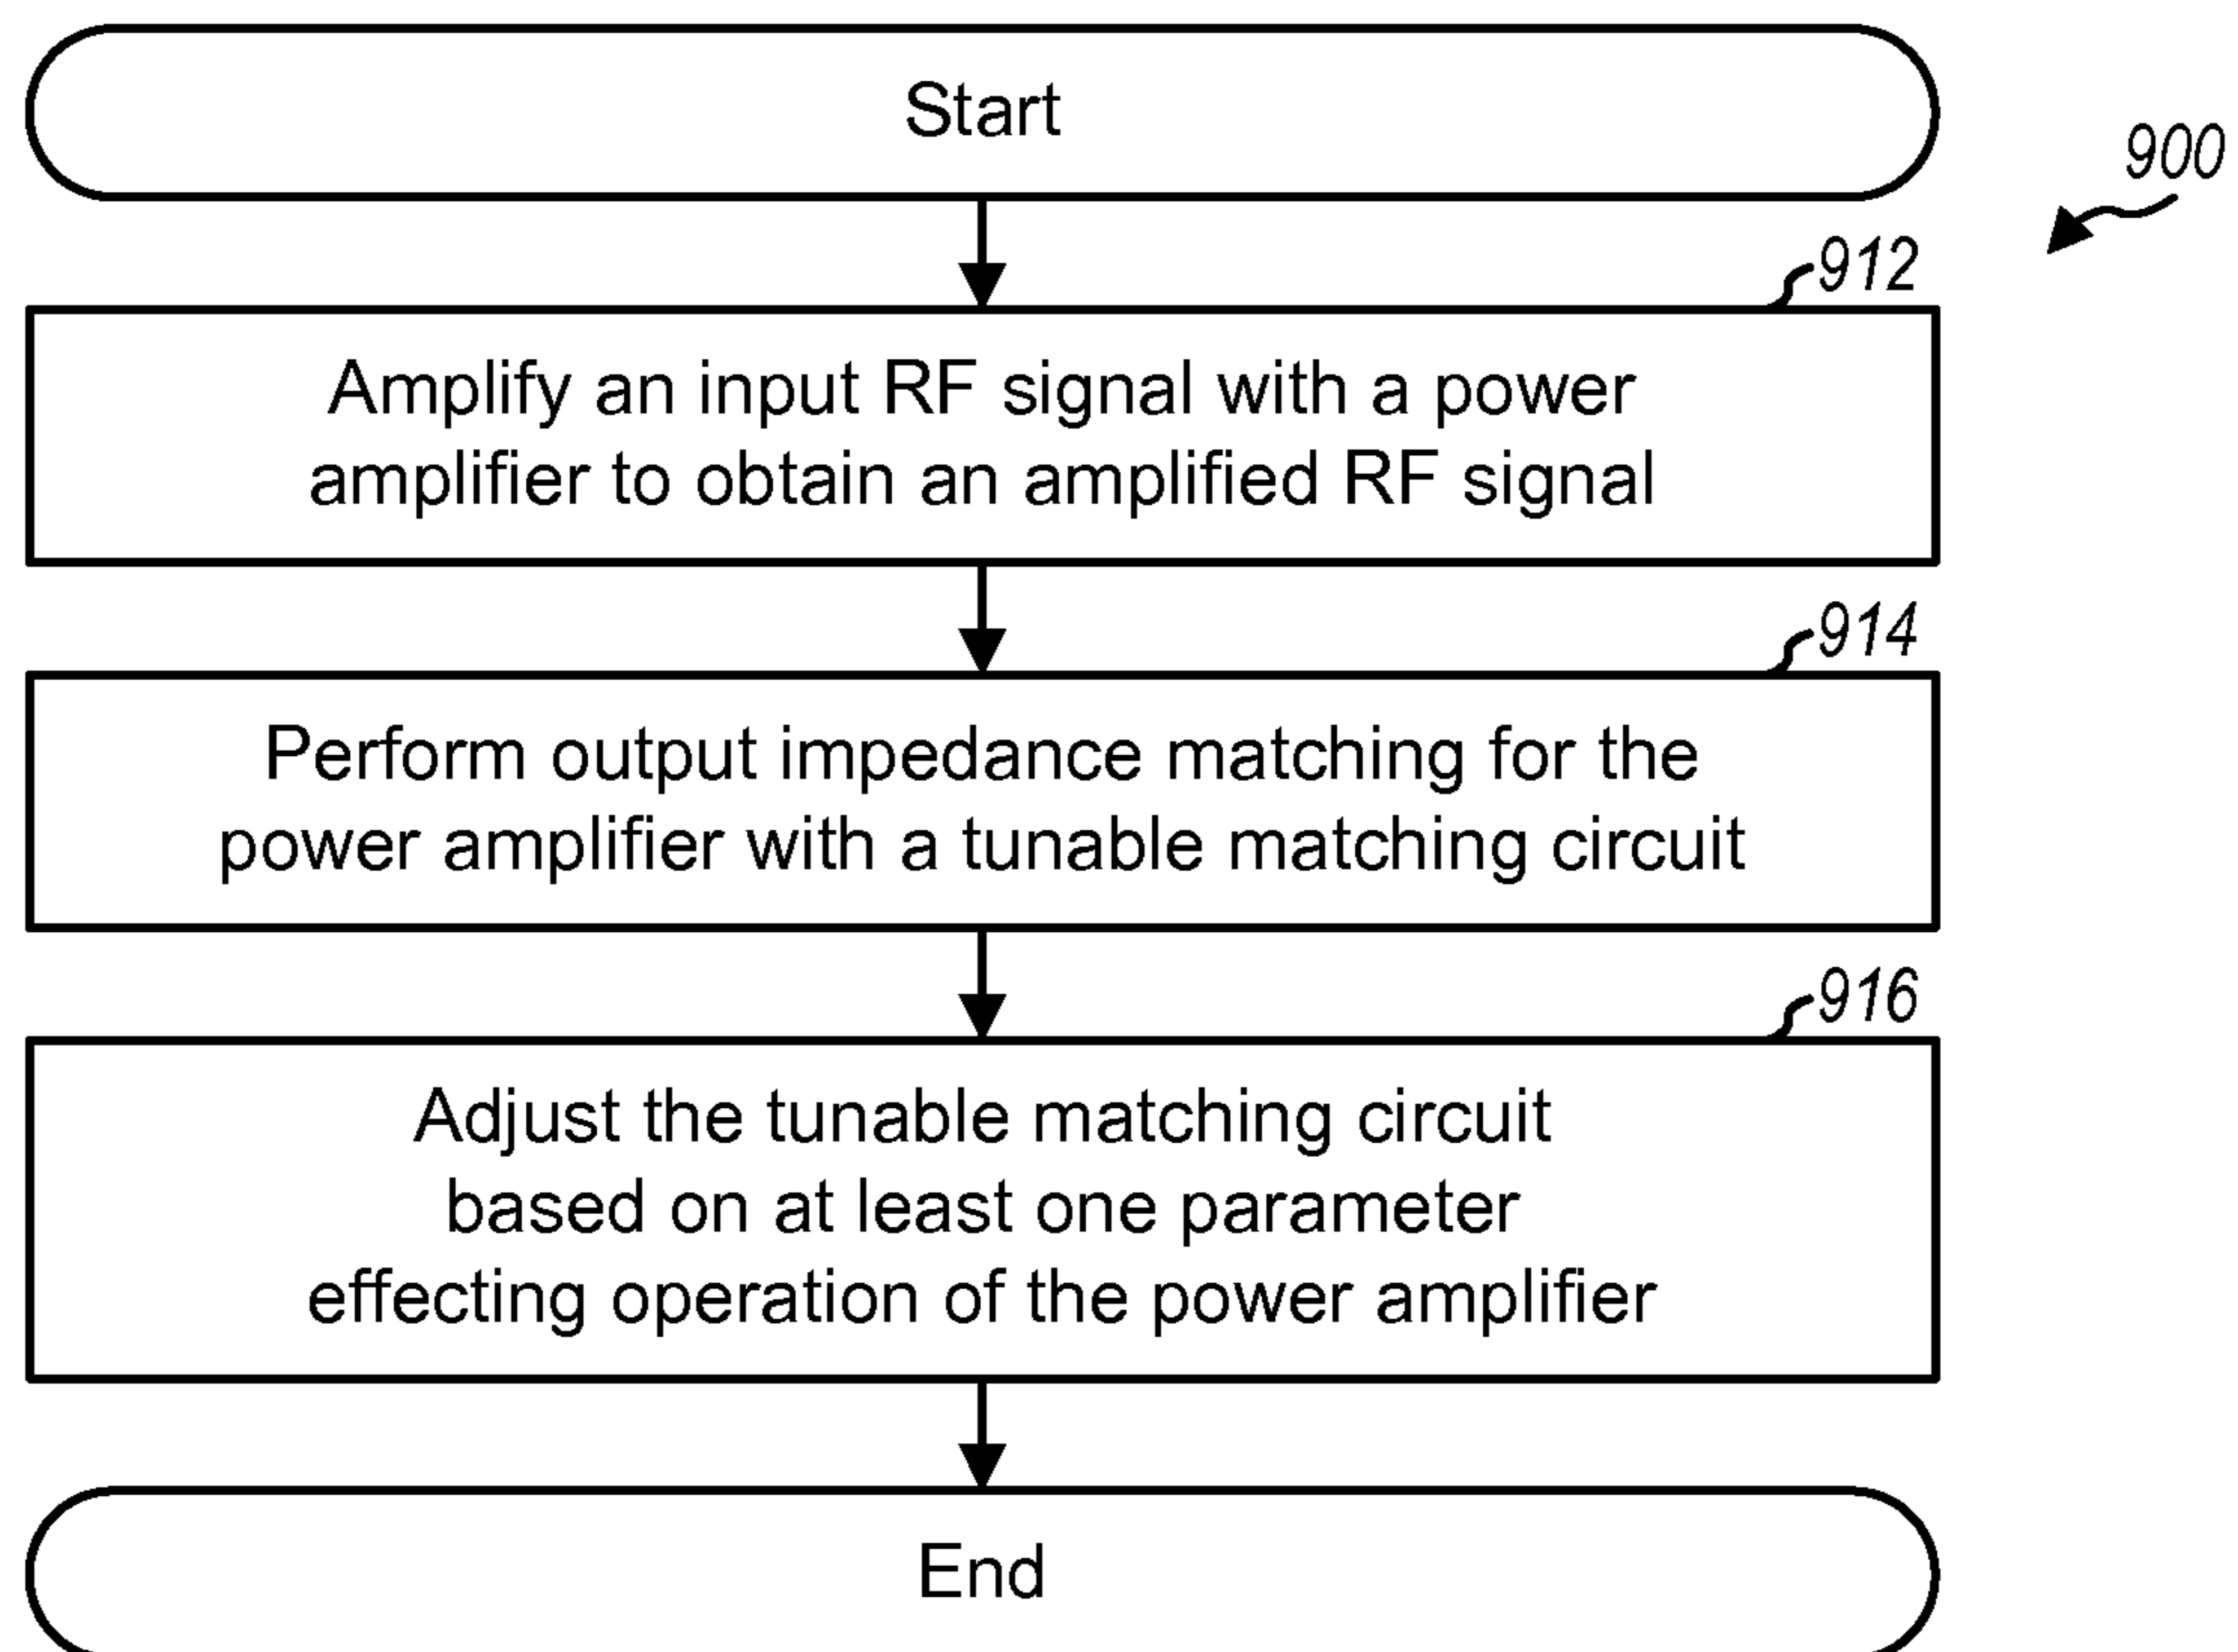 Start
900
912
Amplify an input RF signal with a power
amplifier to obtain an amplified RF signal
914
Perform output impedance matching for the
power amplifier with a tunable matching circuit
916
Adjust the tunable matching circuit
based on at least one parameter
effecting operation of the power amplifier
End